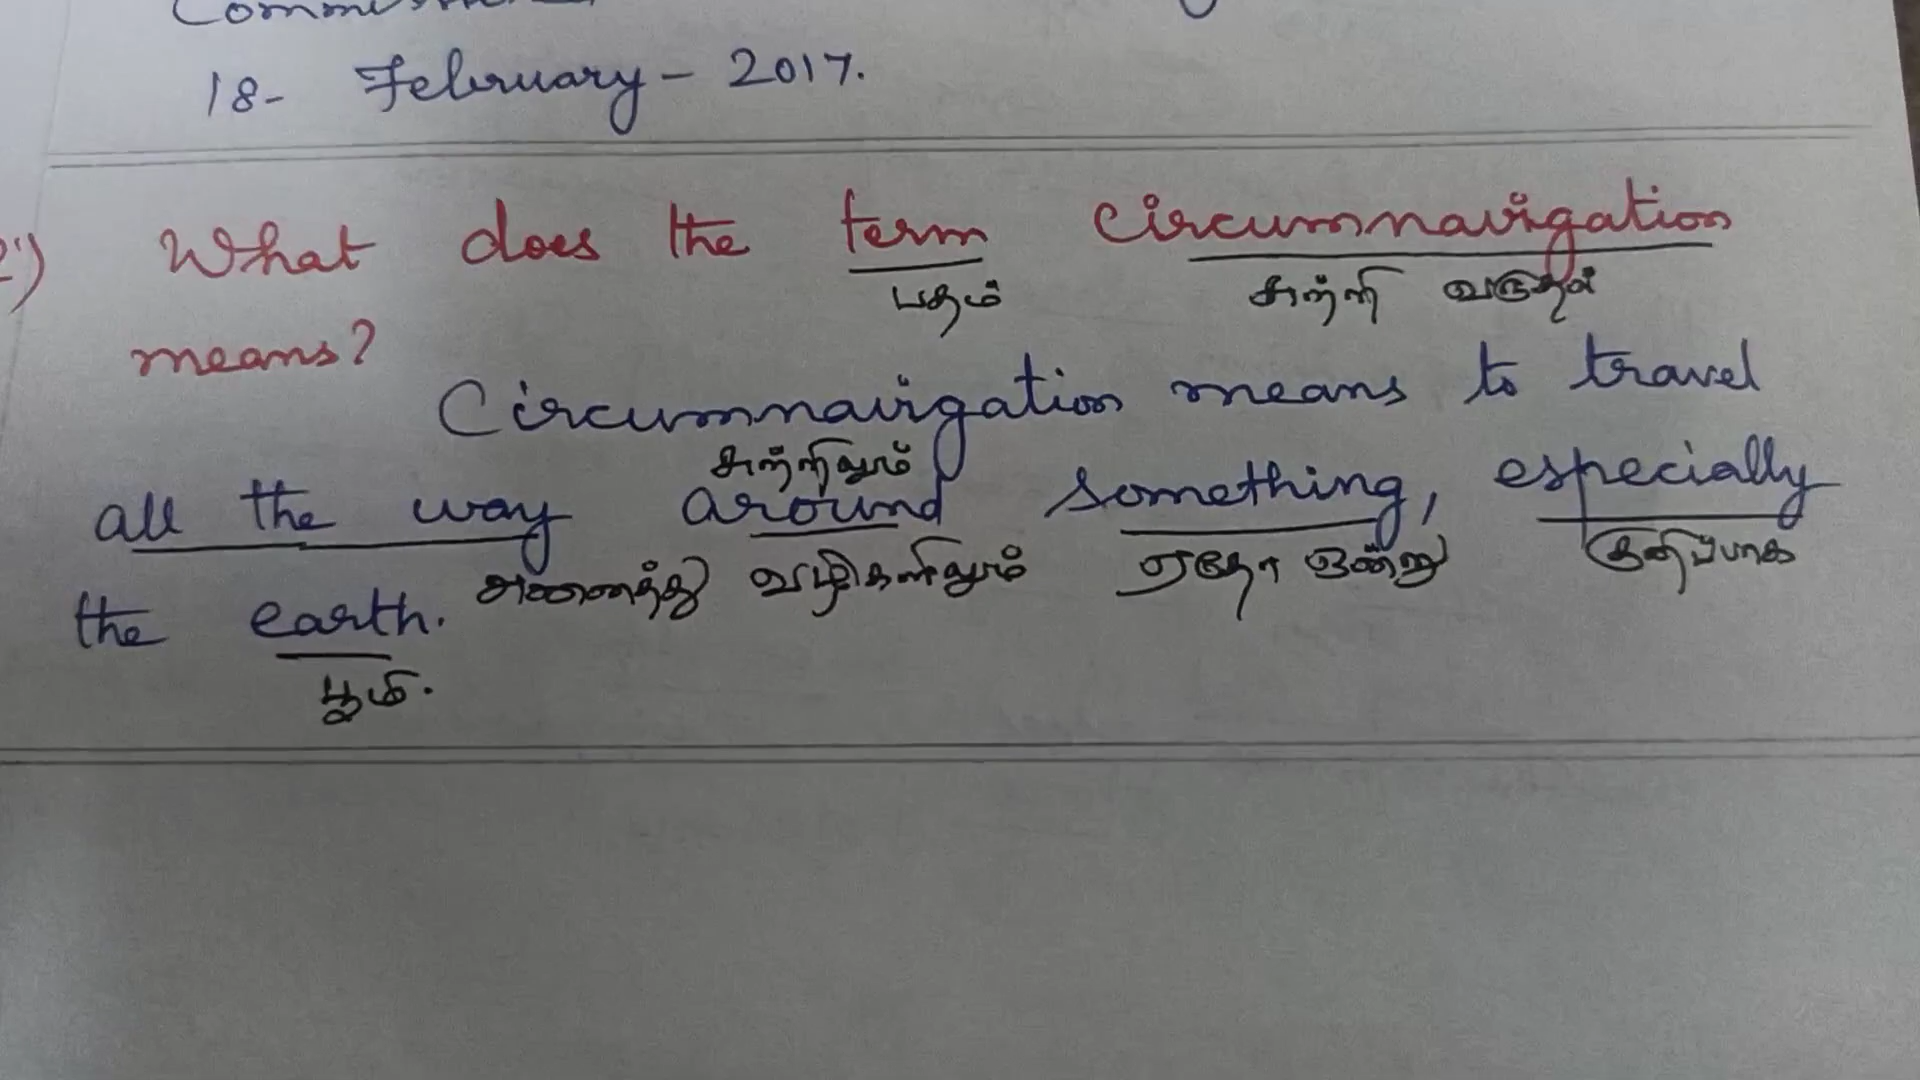 18- February - 2017.
2) What does the term circumnavigation
பதம் சுற்றி வருதல்
means?
Circumnavigation means to travel
சுற்றிலும்
all the way around something, especially
அனைத்து வழிகளிலும் ஏதோ ஒன்று குறிப்பாக
the earth.
பூமி.